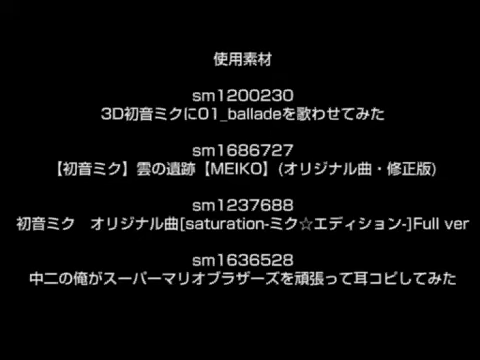 使用素材
sm1200230
3D初音ミクに01_balladeを歌わせてみた
sm1686727
【初音ミク】雲の遺跡【MEIKO】(オリジナル曲・修正版)
sm1237688
初音ミク　オリジナル曲[saturation-ミク☆エディション-]Full ver
sm1636528
中二の俺がスーパーマリオブラザーズを頑張って耳コピしてみた